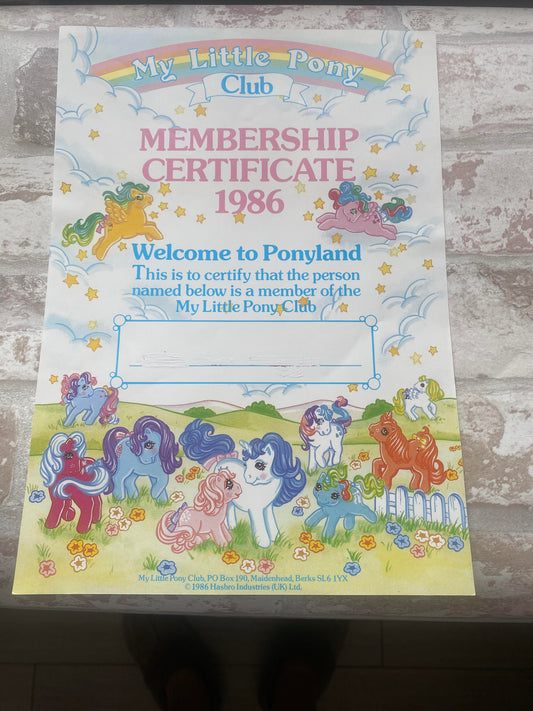 My Little Pony
Club
MEMBERSHIP
CERTIFICATE
1986
Welcome to Ponyland
This is to certify that the person
named below is a member of the
My Little Pony Club
My Little Pony Club, PO Box 190, Maidenhead, Berks SL6 1YX
© 1986 Hasbro Industries (UK) Ltd.